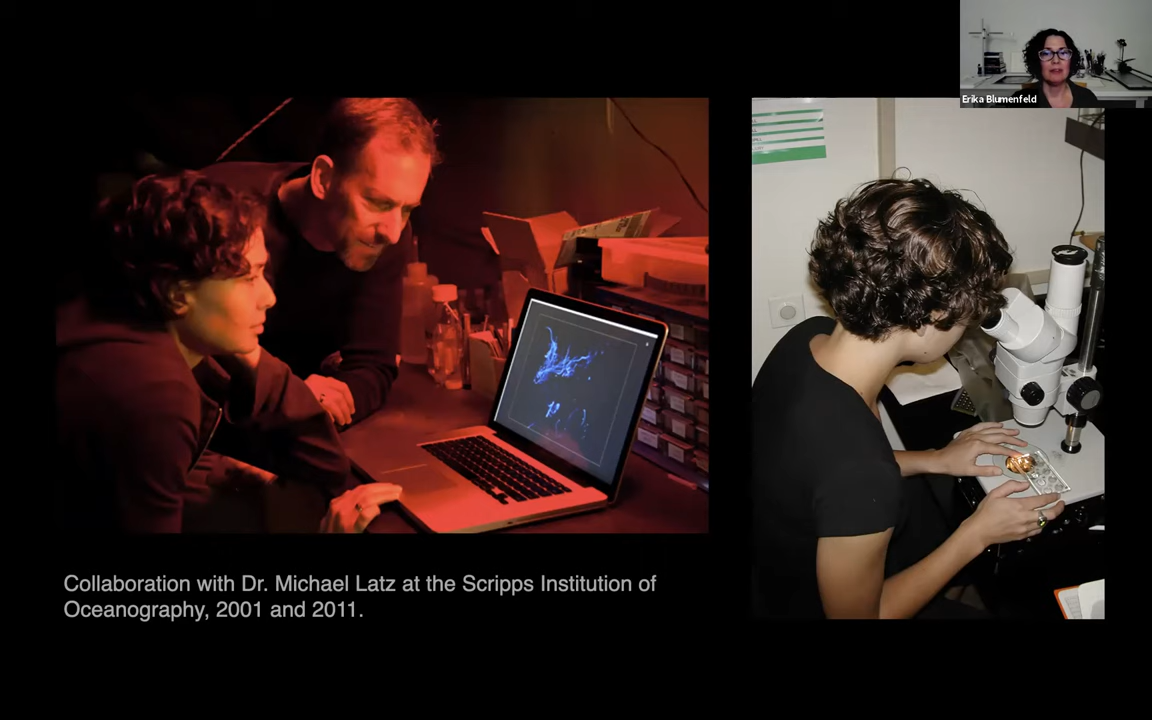 Erika Blumenfeld
Collaboration with Dr. Michael Latz at the Scripps Institution of
Oceanography, 2001 and 2011.